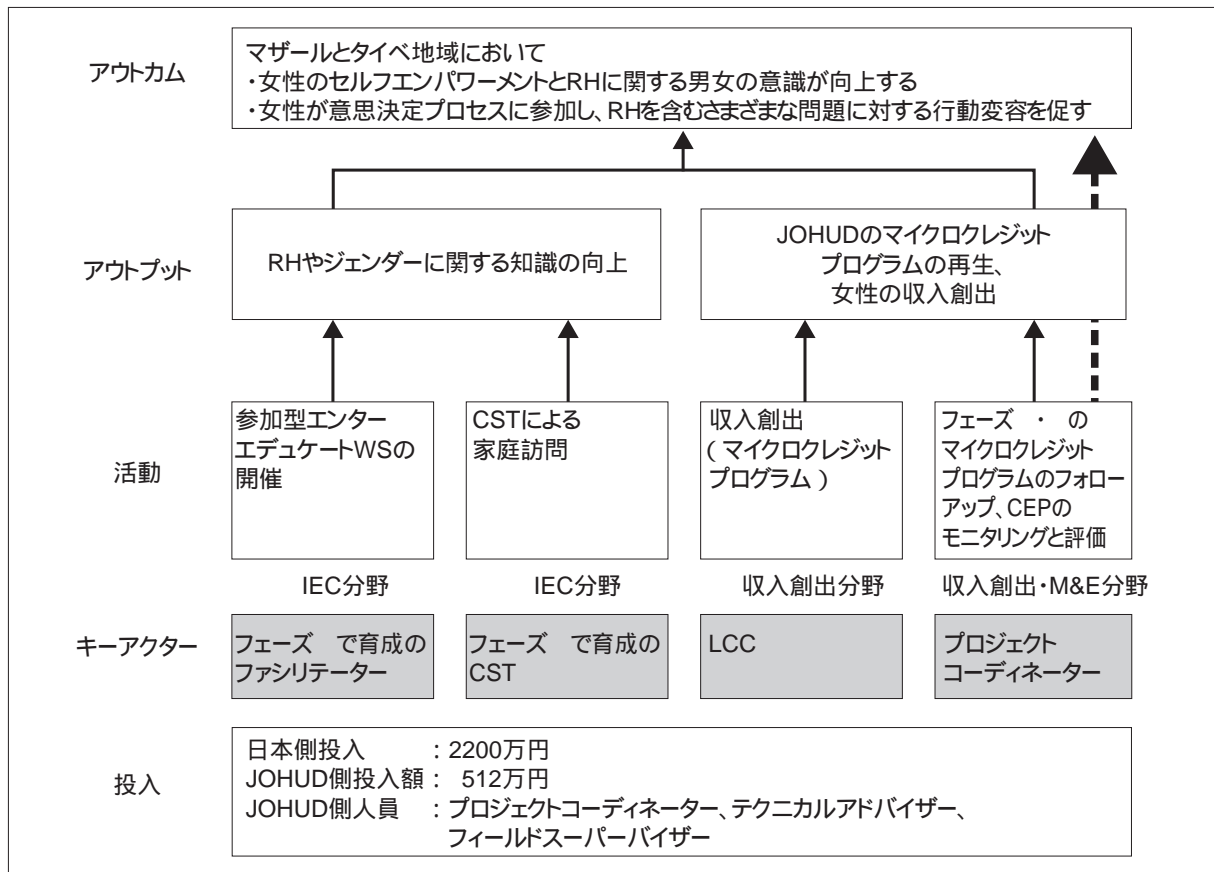 アウトカム
マザールとタイベ地域において
・女性のセルフエンパワーメントとRHに関する男女の意識が向上する
・女性が意思決定プロセスに参加し、RHを含むさまざまな問題に対する行動変容を促す
アウトプット
RHやジェンダーに関する知識の向上
JOHUDのマイクロクレジット
プログラムの再生、
女性の収入創出
活動
参加型エンター
エデュケートWSの
開催
CSTによる
家庭訪問
収入創出
(マイクロクレジット
プログラム)
フェーズ ・ の
マイクロクレジット
プログラムのフォロー
アップ、CEPの
モニタリングと評価
IEC分野
IEC分野
収入創出分野
収入創出・M&E分野
キーアクター
フェーズ で育成の
ファシリテーター
フェーズ で育成の
CST
LCC
プロジェクト
コーディネーター
投入
日本側投入 :2200万円
JOHUD側投入額: 512万円
JOHUD側人員 :プロジェクトコーディネーター、テクニカルアドバイザー、
フィールドスーパーバイザー